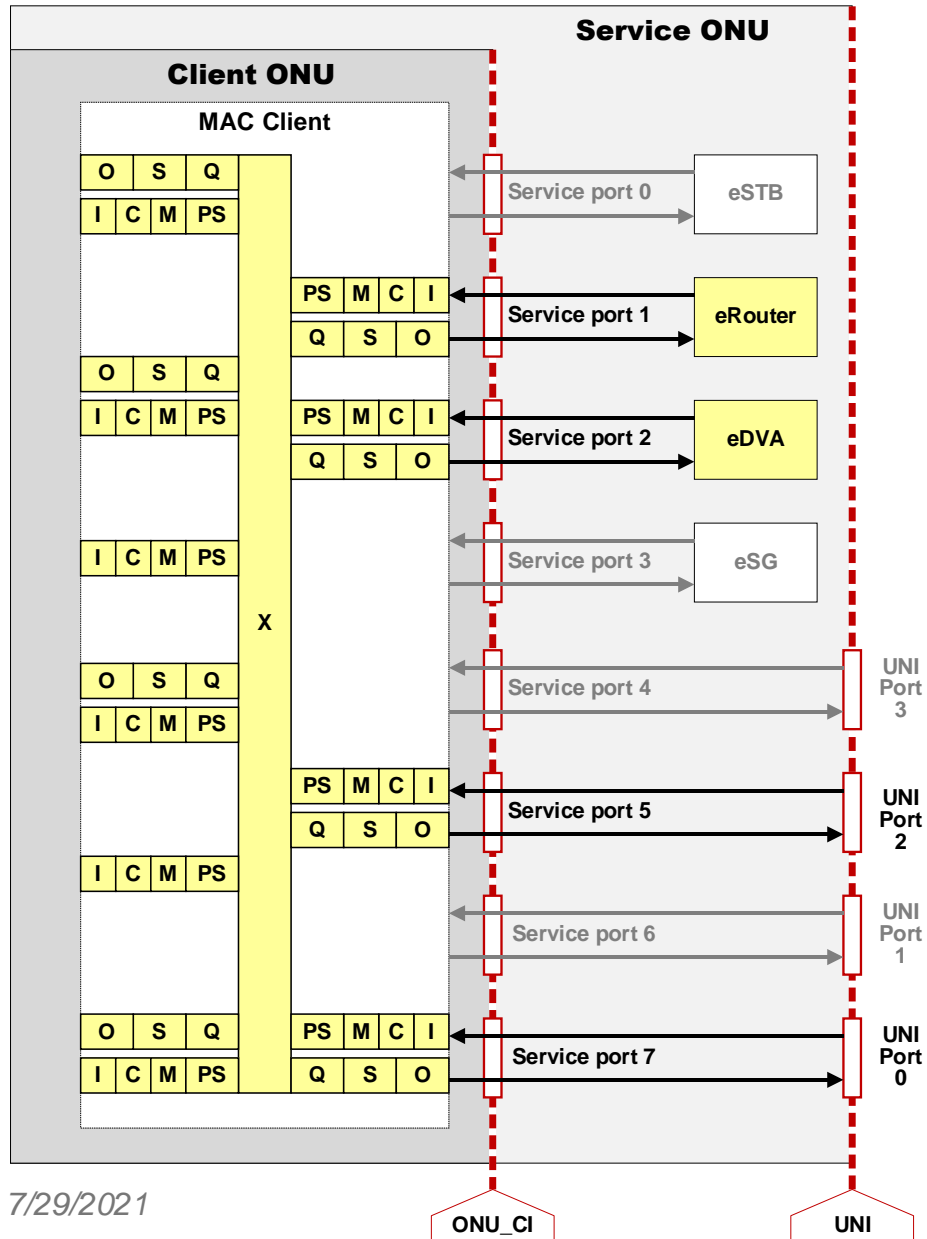 Service ONU
Client ONU
MAC Client
O S Q
I C M PS
Service port 0
eSTB
PS M C I
Service port 1
eRouter
Q S O
O S Q
I C M PS
PS M C I
Service port 2
eDVA
Q S O
I C M PS
Service port 3
eSG
X
O S Q
I C M PS
Service port 4
UNI
Port
3
PS M C I
Service port 5
Q S O
UNI
Port
2
I C M PS
Service port 6
UNI
Port
1
O S Q
PS M C I
I C M PS
Q S O
Service port 7
UNI
Port
0
7/29/2021
ONU_CI
UNI